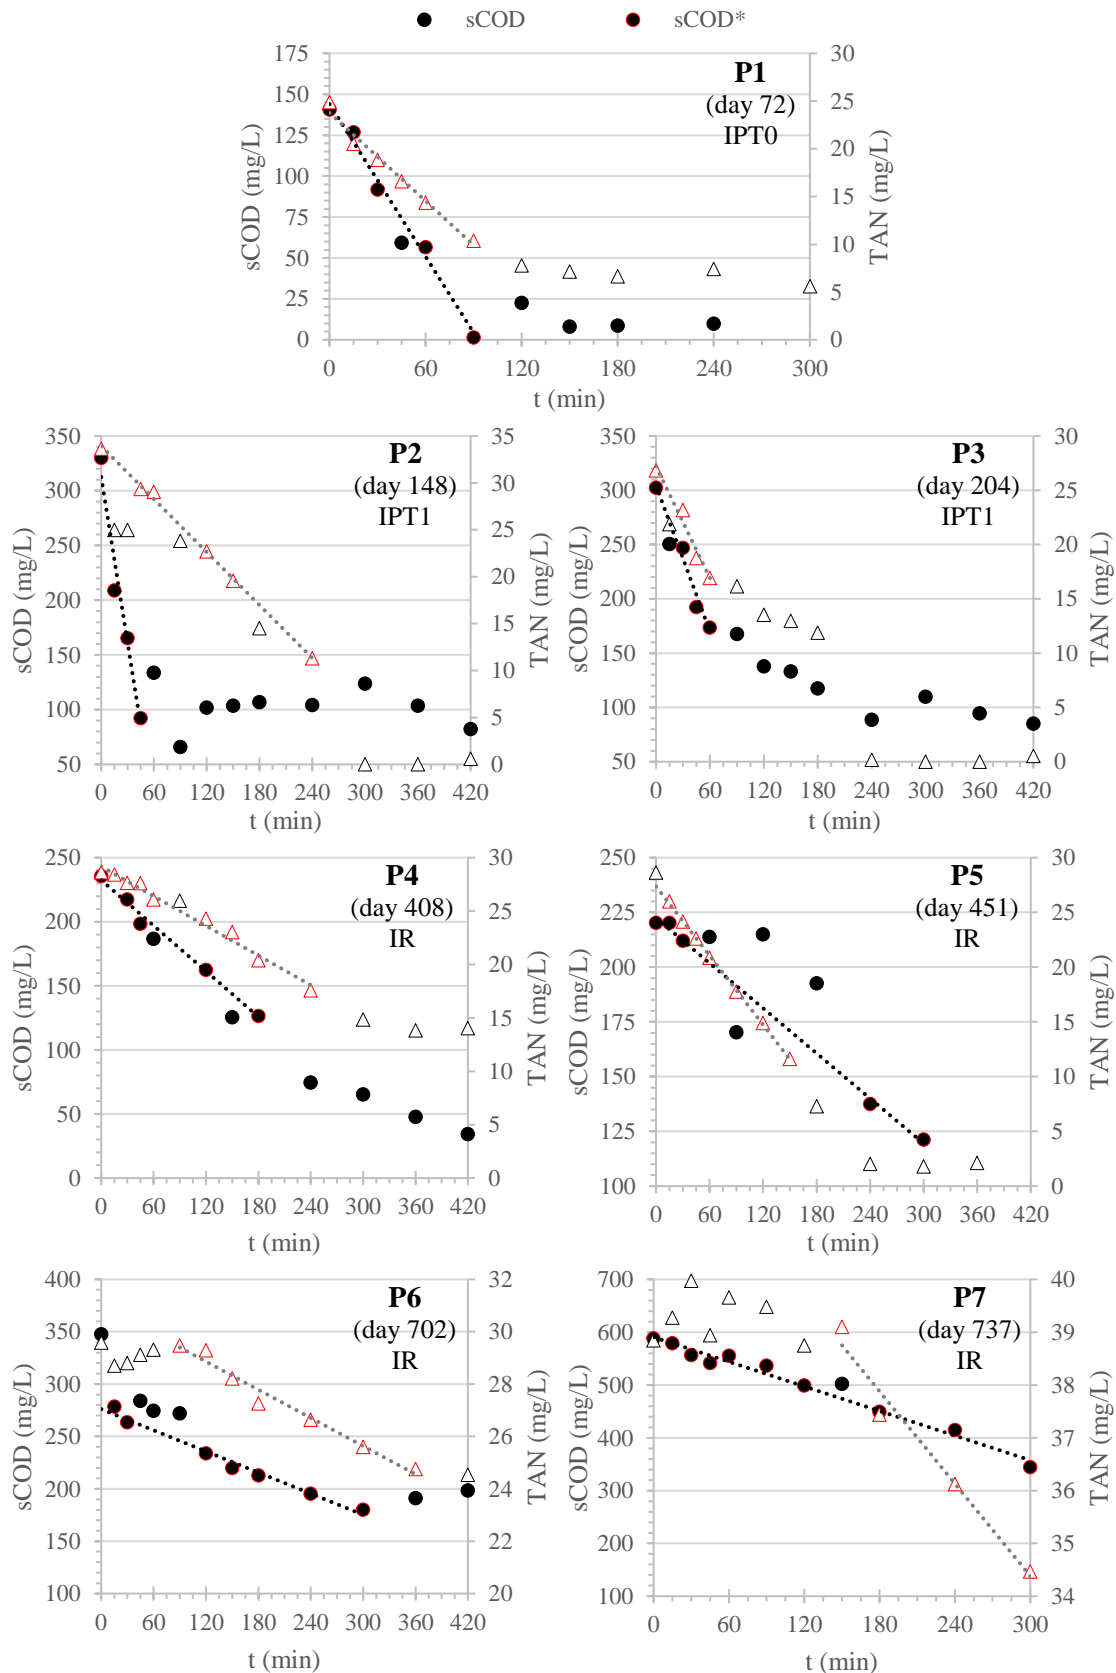 sCOD sCOD*
175 30
P1
150 (day 72) 25
IPT0
125 20
100 15
75
50 10
25 5
0 0
0 60 120 180 240 300
sCOD (mg/L)
TAN (mg/L)
t (min)
350 35
P2
300 (day 148) 30
IPT1
250 25
20
200
15
150
10
100 5
50 0
0 60 120 180 240 300 360 420
sCOD (mg/L)
TAN (mg/L)
t (min)
350 30
P3
300 (day 204) 25
IPT1
250 20
200 15
150 10
100 5
50 0
0 60 120 180 240 300 360 420
sCOD (mg/L)
TAN (mg/L)
t (min)
250 30
P4
(day 408) 25
200
IR
20
150
15
100
10
50
5
0 0
0 60 120 180 240 300 360 420
sCOD (mg/L)
TAN (mg/L)
t (min)
250 30
P5
225 (day 451) 25
IR
200 20
175 15
150 10
125 5
100 0
0 60 120 180 240 300 360 420
sCOD (mg/L)
TAN (mg/L)
t (min)
400 32
P6
350 (day 702) 30
IR
300 28
250 26
200 24
150 22
100 20
0 60 120 180 240 300 360 420
sCOD (mg/L)
TAN (mg/L)
t (min)
700 40
P7
600 (day 737) 39
IR
500 38
400 37
300 36
200 35
100 34
0 60 120 180 240 300
sCOD (mg/L)
TAN (mg/L)
t (min)